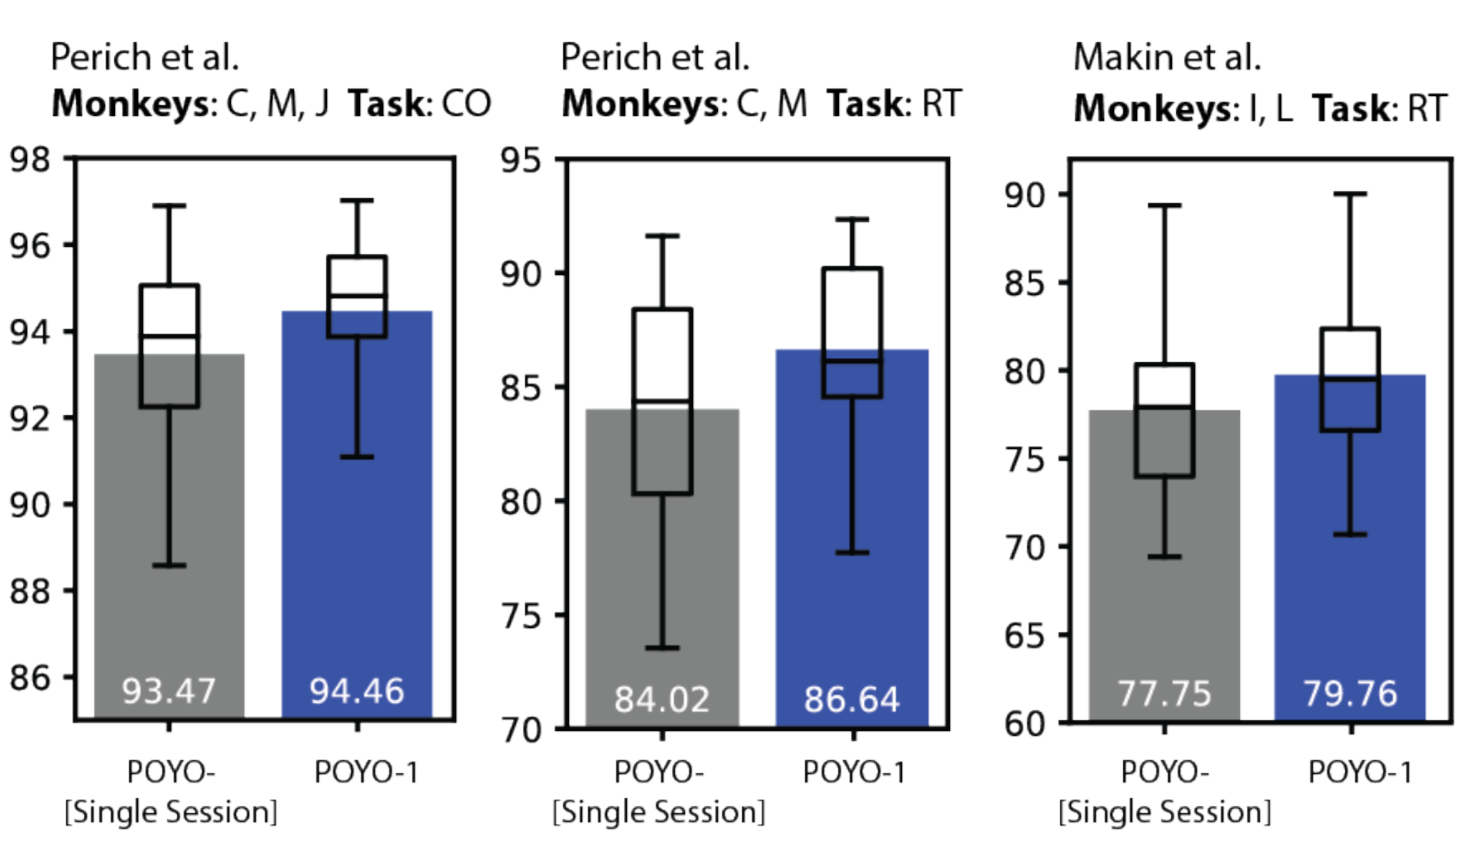 Perich et al.
Monkeys: C, M, J Task: CO
98
96
94
92
90
88
86
93.47
94.46
POYO-
[Single Session]
POYO-1
Perich et al.
Monkeys: C, M Task: RT
95
90
85
80
75
70
84.02
86.64
POYO-
[Single Session]
POYO-1
Makin et al.
Monkeys: I, L Task: RT
90
85
80
75
70
65
60
77.75
79.76
POYO-
[Single Session]
POYO-1